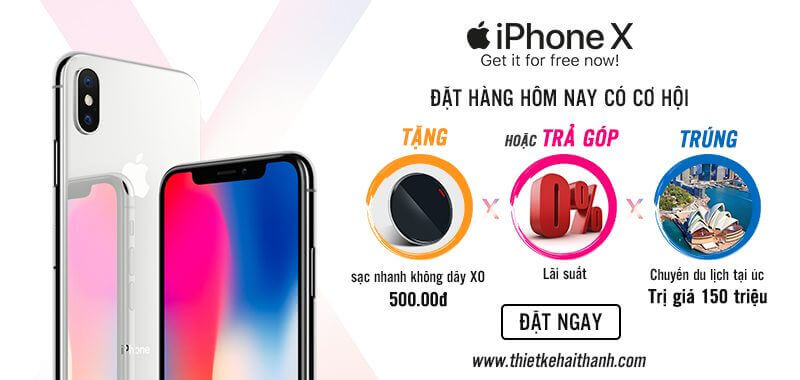 iPhone X
Get it for free now!
ĐẶT HÀNG HÔM NAY CÓ CƠ HỘI
TẶNG
HOẶC TRẢ GÓP
TRÚNG
0%
sạc nhanh không dây XO
500.00đ
Lãi suất
Chuyến du lịch tại úc
Trị giá 150 triệu
ĐẶT NGAY
www.thietkehaithanh.com
iPhone